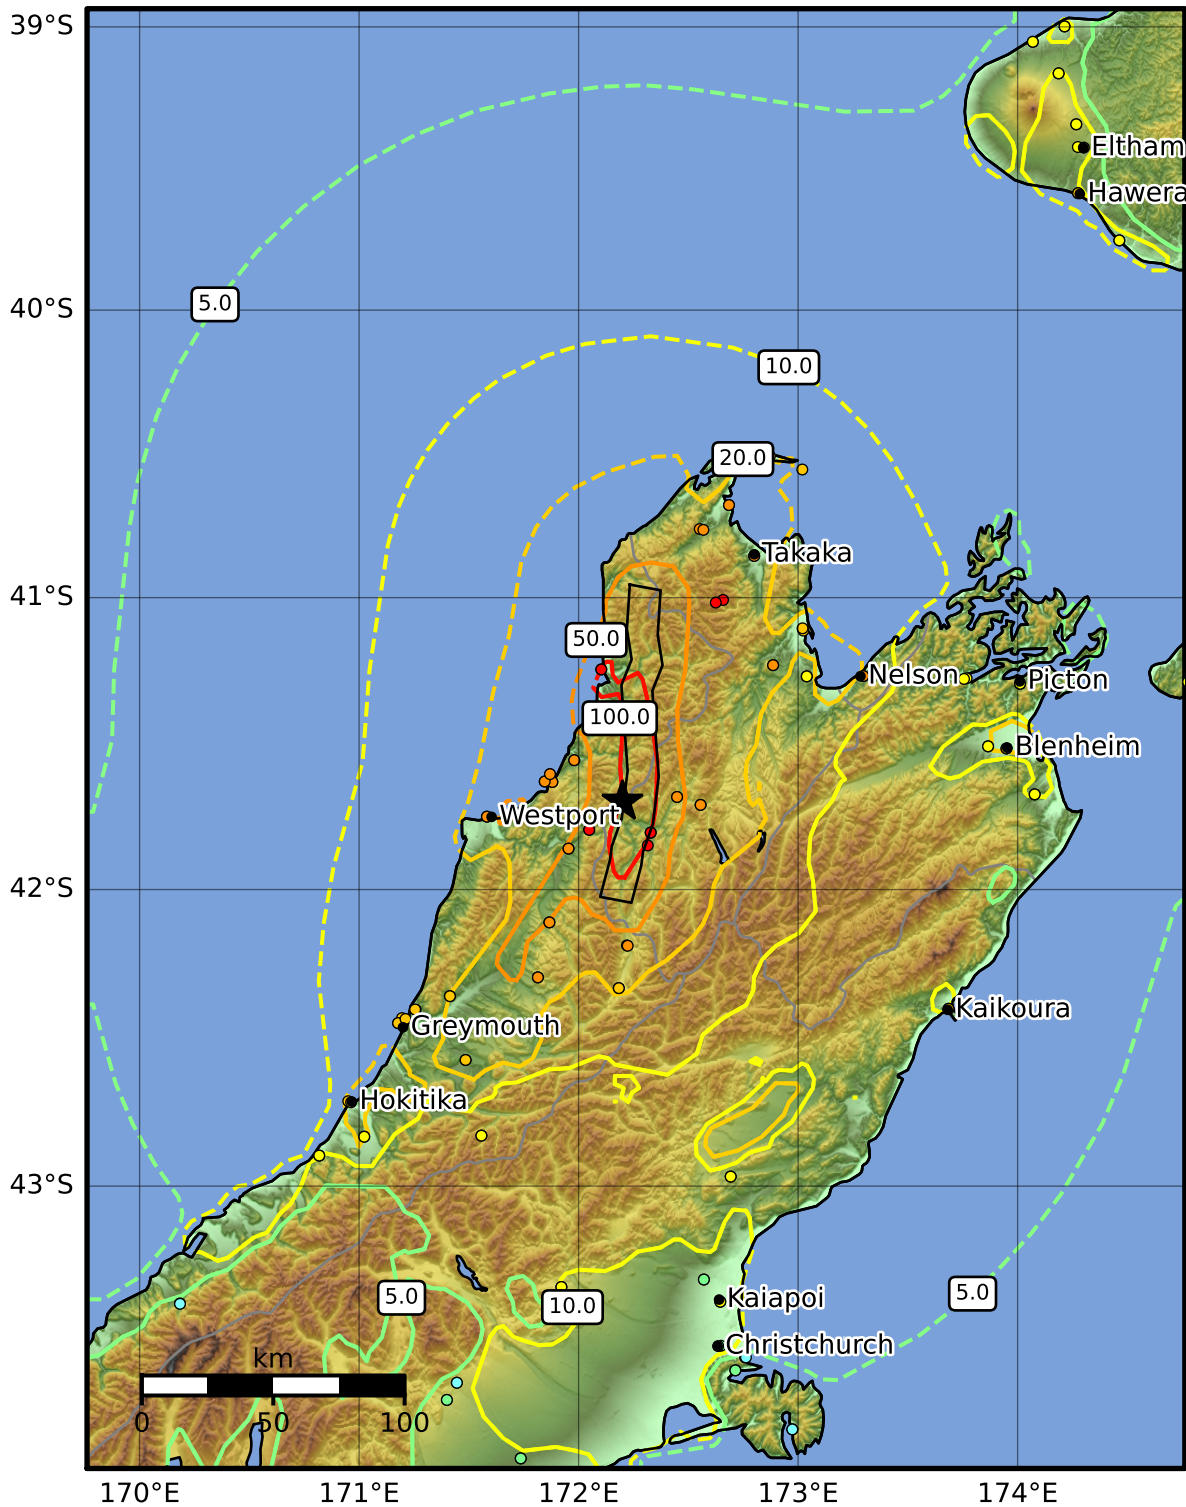 39°S
Eltham
Hawera
40°S
5.0
10.0
20.0
Takaka
41°S
50.0
Nelson
Picton
100.0
Blenheim
Westport
42°S
Kaikoura
Greymouth
Hokitika
43°S
5.0
5.0
10.0
Kaiapoi
Christchurch
km
0 50 100
170°E 171°E 172°E 173°E 174°E